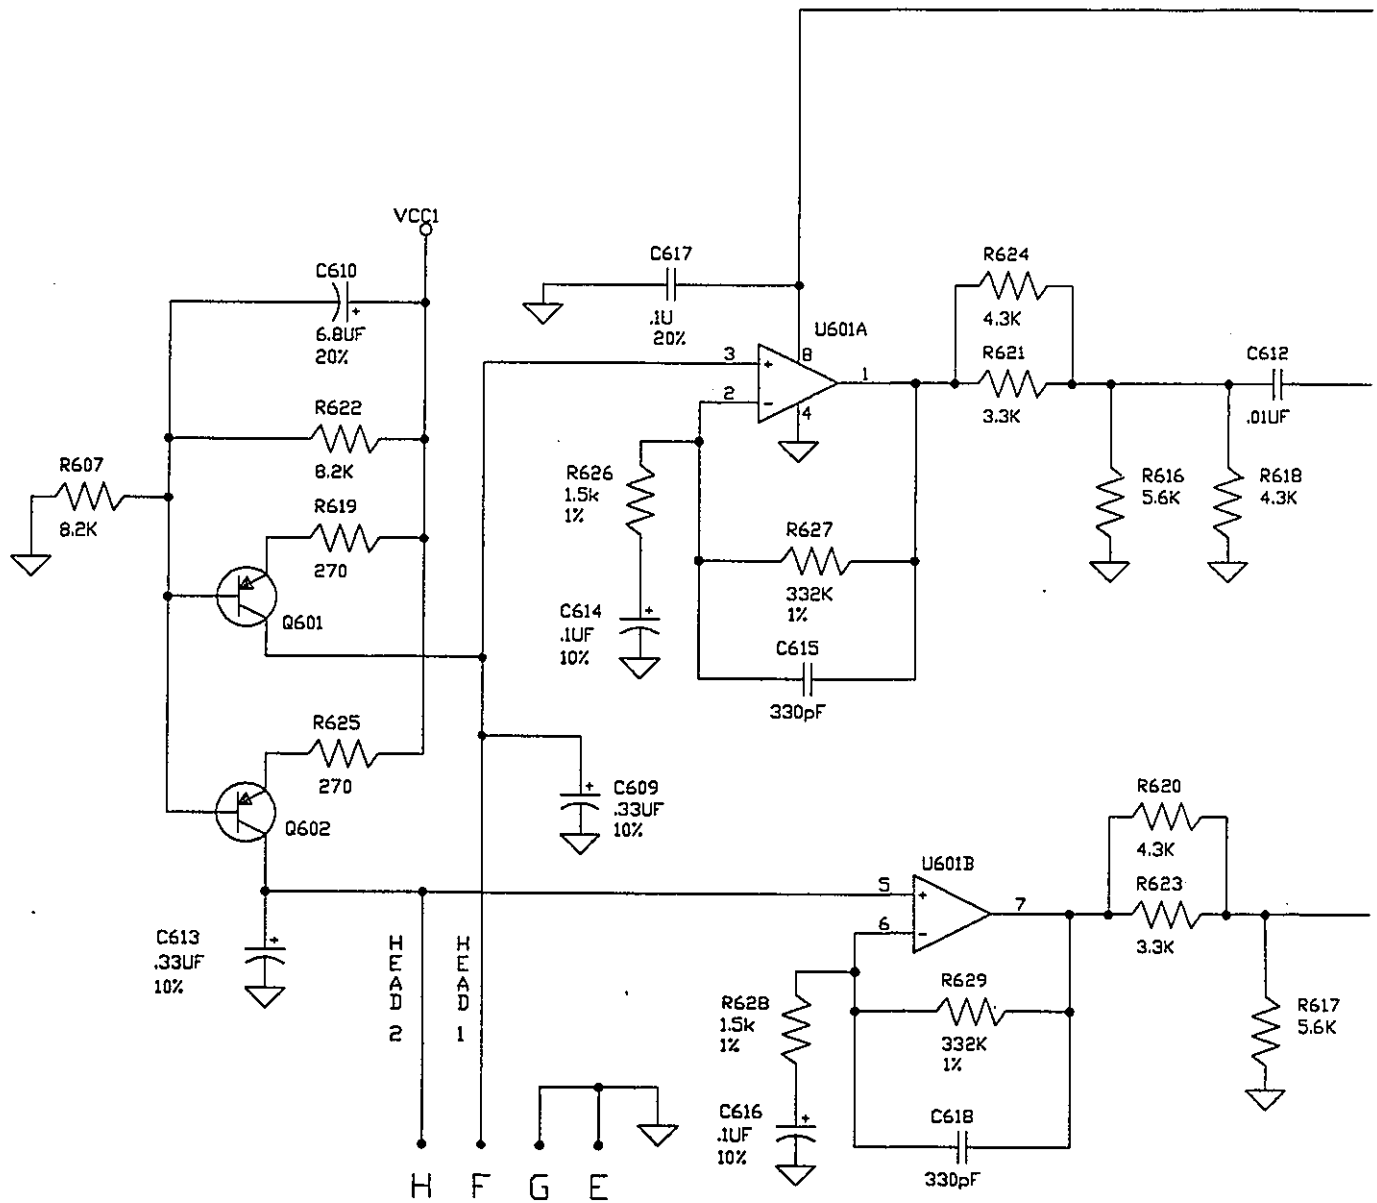 VCC1
C610
+
6.8UF
20%
R622
8.2K
R607
8.2K
R619
270
Q601
R625
270
Q602
C613
+
.33UF
10%
HEAD 2
HEAD 1
C609
+
.33UF
10%
H F G E
C617
.1U
20%
U601A
3
+
8
1
2
-
4
R626
1.5k
1%
R627
332K
1%
C614
+
.1UF
10%
C615
330pF
R624
4.3K
R621
3.3K
C612
.01UF
R616
5.6K
R618
4.3K
U601B
5
+
7
6
-
R628
1.5k
1%
R629
332K
1%
C616
+
.1UF
10%
C618
330pF
R620
4.3K
R623
3.3K
R617
5.6K